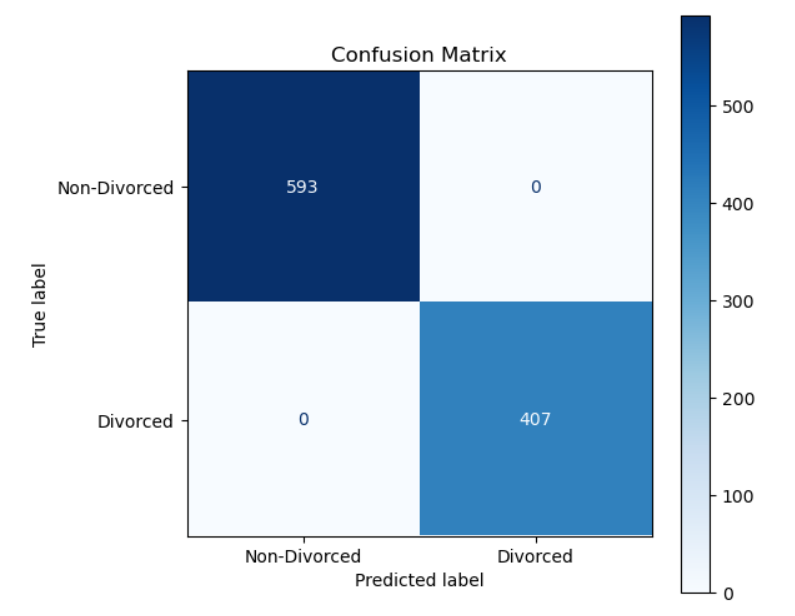 Confusion Matrix
Non-Divorced
593
0
Divorced
0
407
True label
Non-Divorced
Divorced
Predicted label
500
400
300
200
100
0